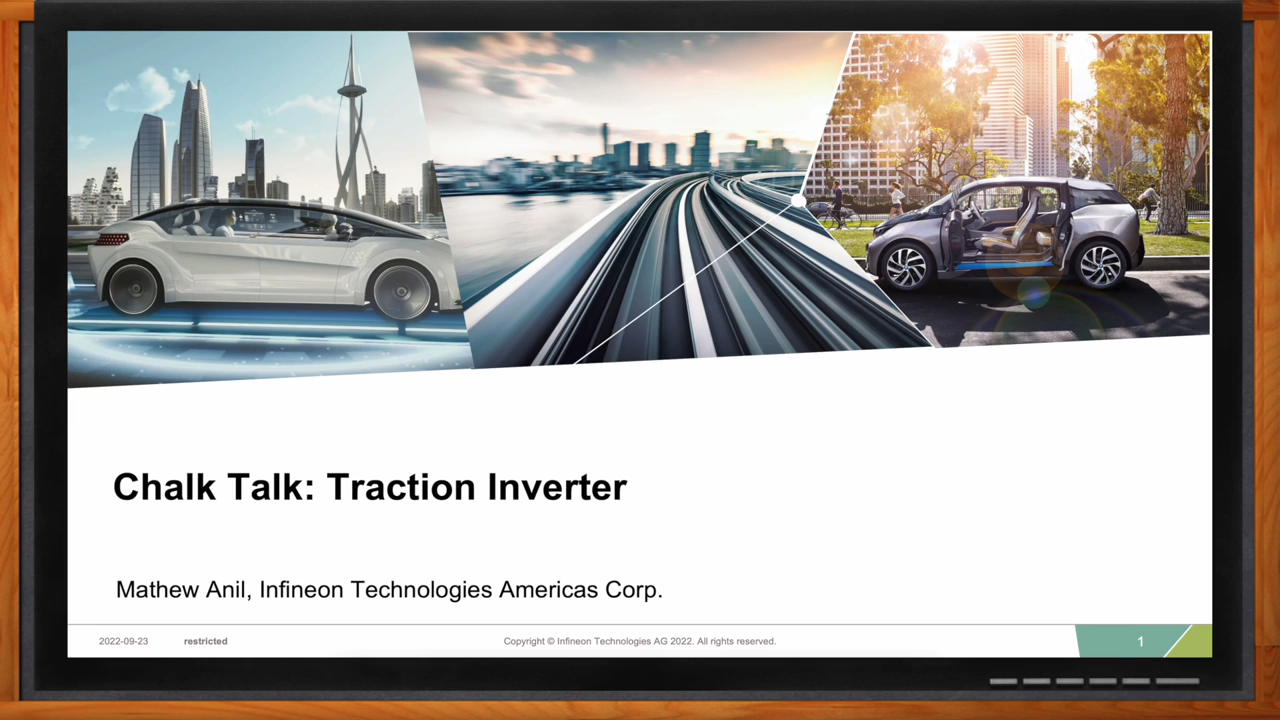 Chalk Talk: Traction Inverter
Mathew Anil, Infineon Technologies Americas Corp.
2022-09-23 restricted Copyright © Infineon Technologies AG 2022. All rights reserved. 1